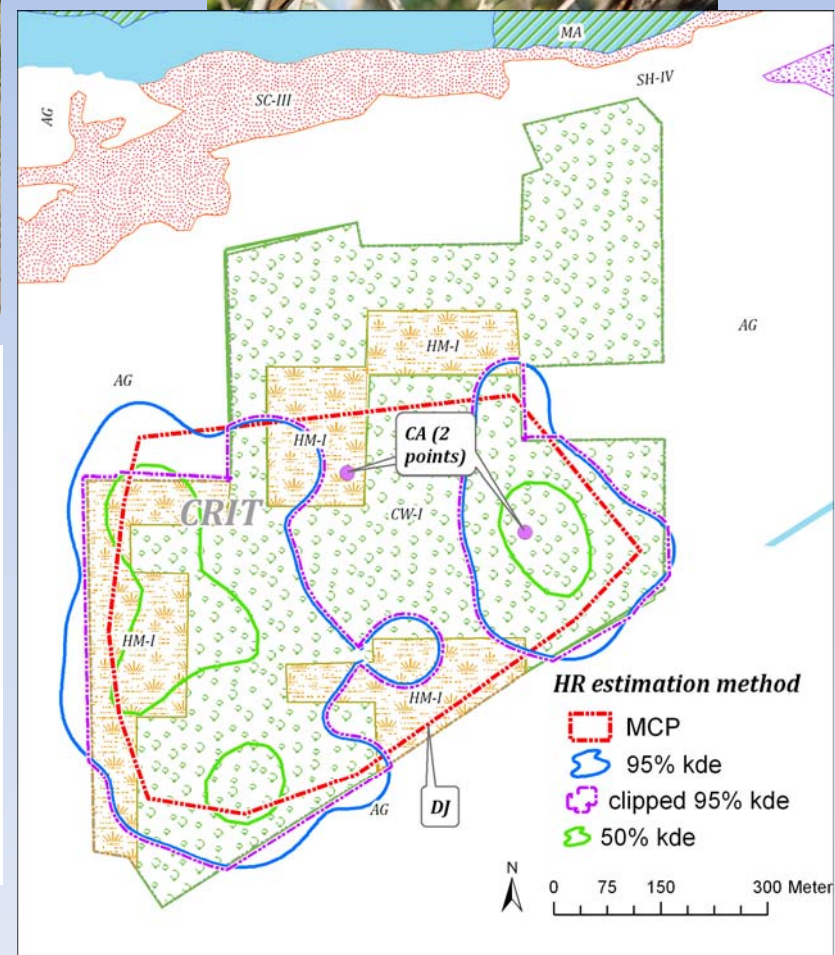 MA
SH-IV
SC-III
AG
AG
HM-I
AG
HM-I
CA (2
points)
CRIT
CW-I
HM-I
HM-I
HR estimation method
MCP
95% kde
clipped 95% kde
50% kde
DJ
AG
N
0 75 150 300 Meter